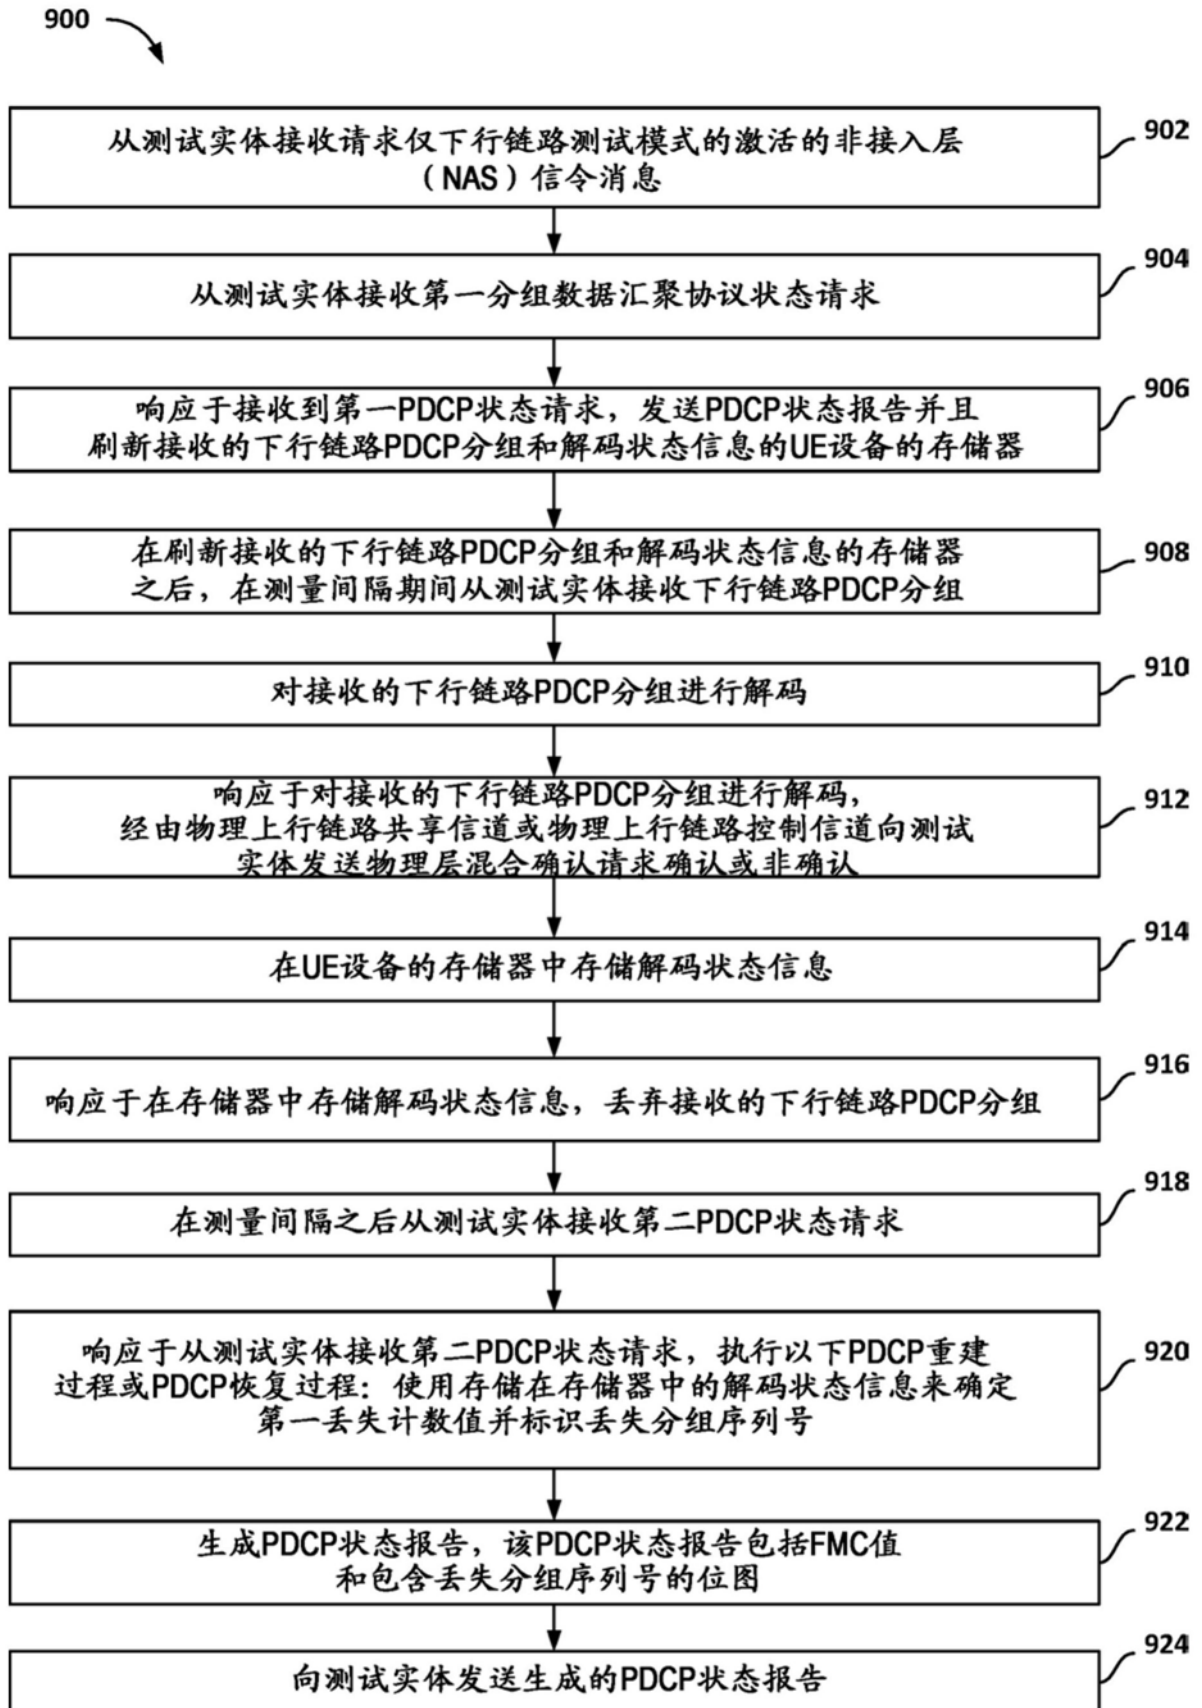 900
从测试实体接收请求仅下行链路测试模式的激活的非接入层
（NAS）信令消息
902
从测试实体接收第一分组数据汇聚协议状态请求
904
响应于接收到第一PDCP状态请求，发送PDCP状态报告并且
刷新接收的下行链路PDCP分组和解码状态信息的UE设备的存储器
906
在刷新接收的下行链路PDCP分组和解码状态信息的存储器
之后，在测量间隔期间从测试实体接收下行链路PDCP分组
908
对接收的下行链路PDCP分组进行解码
910
响应于对接收的下行链路PDCP分组进行解码，
经由物理上行链路共享信道或物理上行链路控制信道向测试
实体发送物理层混合确认请求确认或非确认
912
在UE设备的存储器中存储解码状态信息
914
响应于在存储器中存储解码状态信息，丢弃接收的下行链路PDCP分组
916
在测量间隔之后从测试实体接收第二PDCP状态请求
918
响应于从测试实体接收第二PDCP状态请求，执行以下PDCP重建
过程或PDCP恢复过程：使用存储在存储器中的解码状态信息来确定
第一丢失计数值并标识丢失分组序列号
920
生成PDCP状态报告，该PDCP状态报告包括FMC值
和包含丢失分组序列号的位图
922
向测试实体发送生成的PDCP状态报告
924